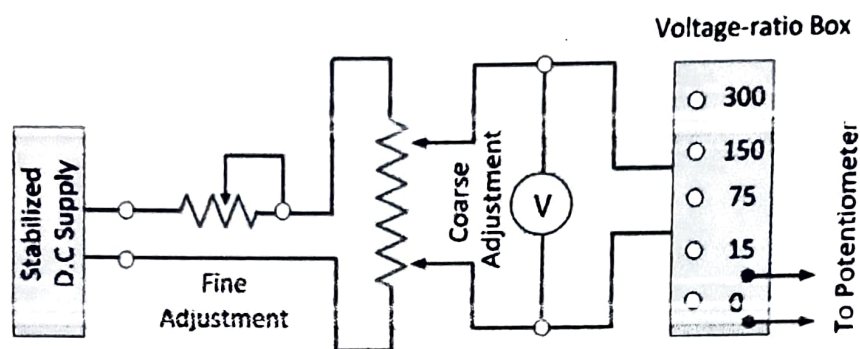 Voltage-ratio Box
Stabilized
D.C Supply
Fine
Adjustment
Coarse
Adjustment
V
300
150
75
15
0
To Potentiometer